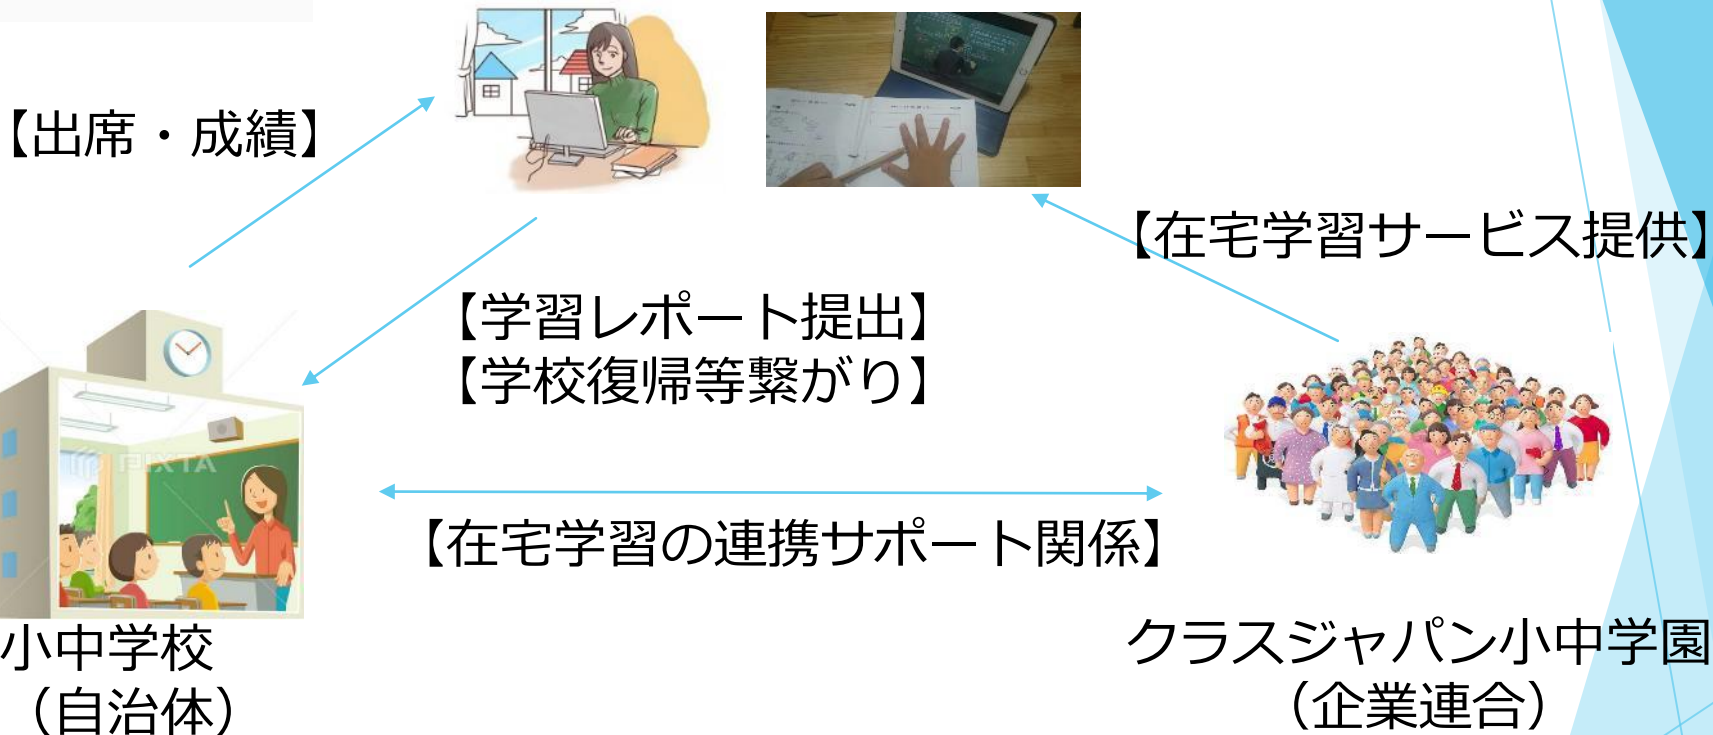 【出席・成績】
【在宅学習サービス提供】
【学習レポート提出】
【学校復帰等繋がり】
PIXTA
【在宅学習の連携サポート関係】
小中学校
（自治体）
クラスジャパン小中学園
（企業連合）